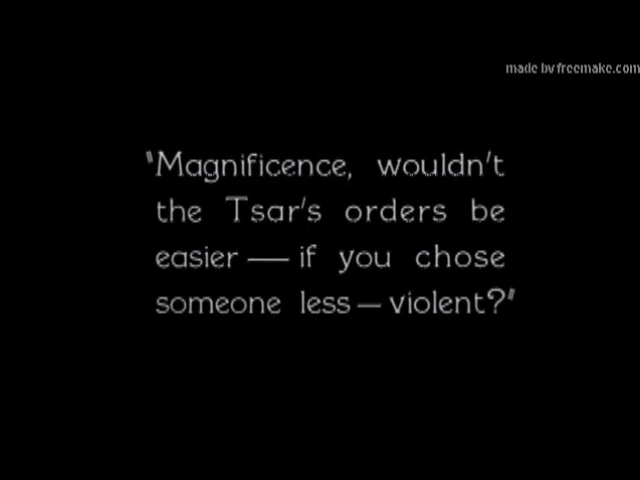 made by freemake.com
"Magnificence, wouldn't
the Tsar's orders be
easier — if you chose
someone less — violent?"